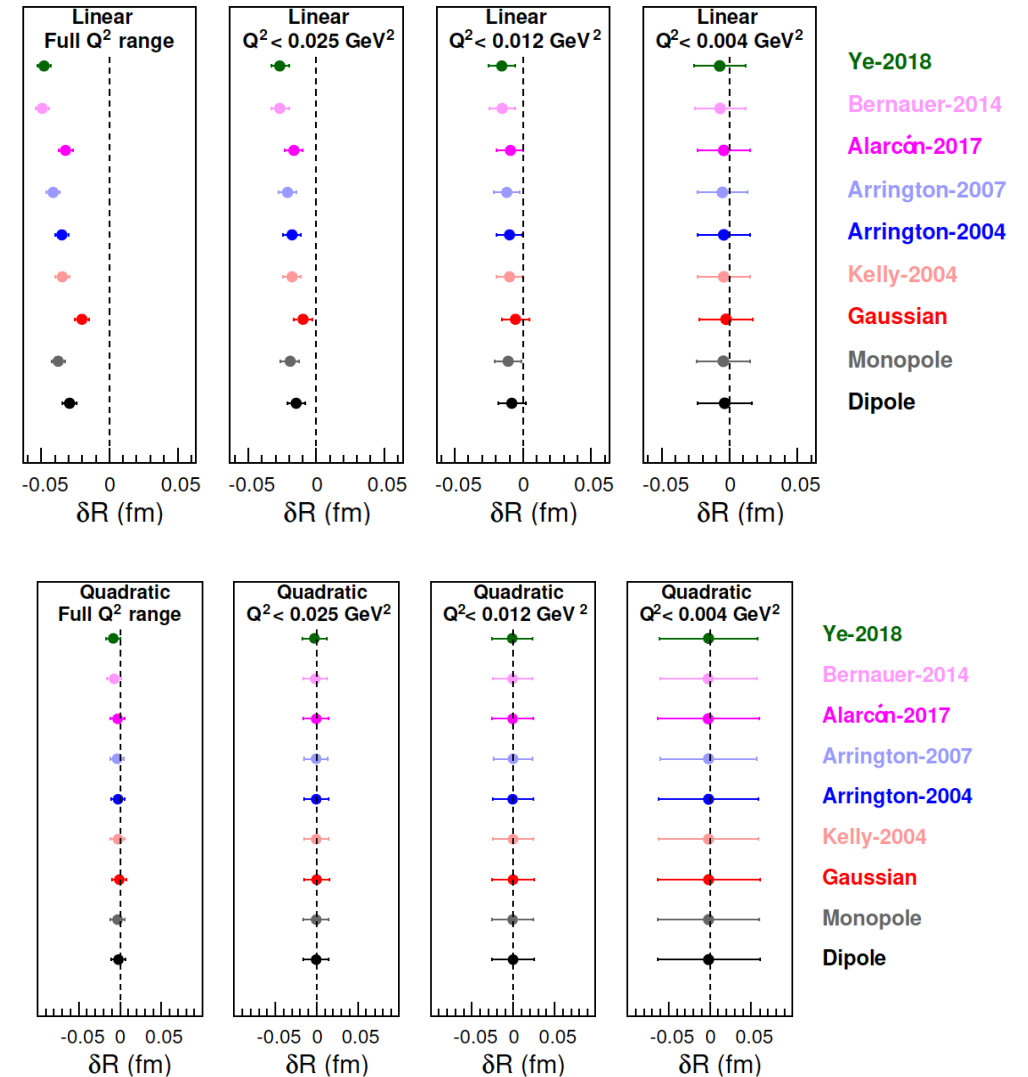 Linear
Full Q² range
Linear
Q² < 0.025 GeV²
Linear
Q² < 0.012 GeV²
Linear
Q² < 0.004 GeV²
Ye-2018
Bernauer-2014
Alarcón-2017
Arrington-2007
Arrington-2004
Kelly-2004
Gaussian
Monopole
Dipole
-0.05 0 0.05
-0.05 0 0.05
-0.05 0 0.05
-0.05 0 0.05
δR (fm)
δR (fm)
δR (fm)
δR (fm)
Quadratic
Full Q² range
Quadratic
Q² < 0.025 GeV²
Quadratic
Q² < 0.012 GeV²
Quadratic
Q² < 0.004 GeV²
Ye-2018
Bernauer-2014
Alarcón-2017
Arrington-2007
Arrington-2004
Kelly-2004
Gaussian
Monopole
Dipole
-0.05 0 0.05
-0.05 0 0.05
-0.05 0 0.05
-0.05 0 0.05
δR (fm)
δR (fm)
δR (fm)
δR (fm)